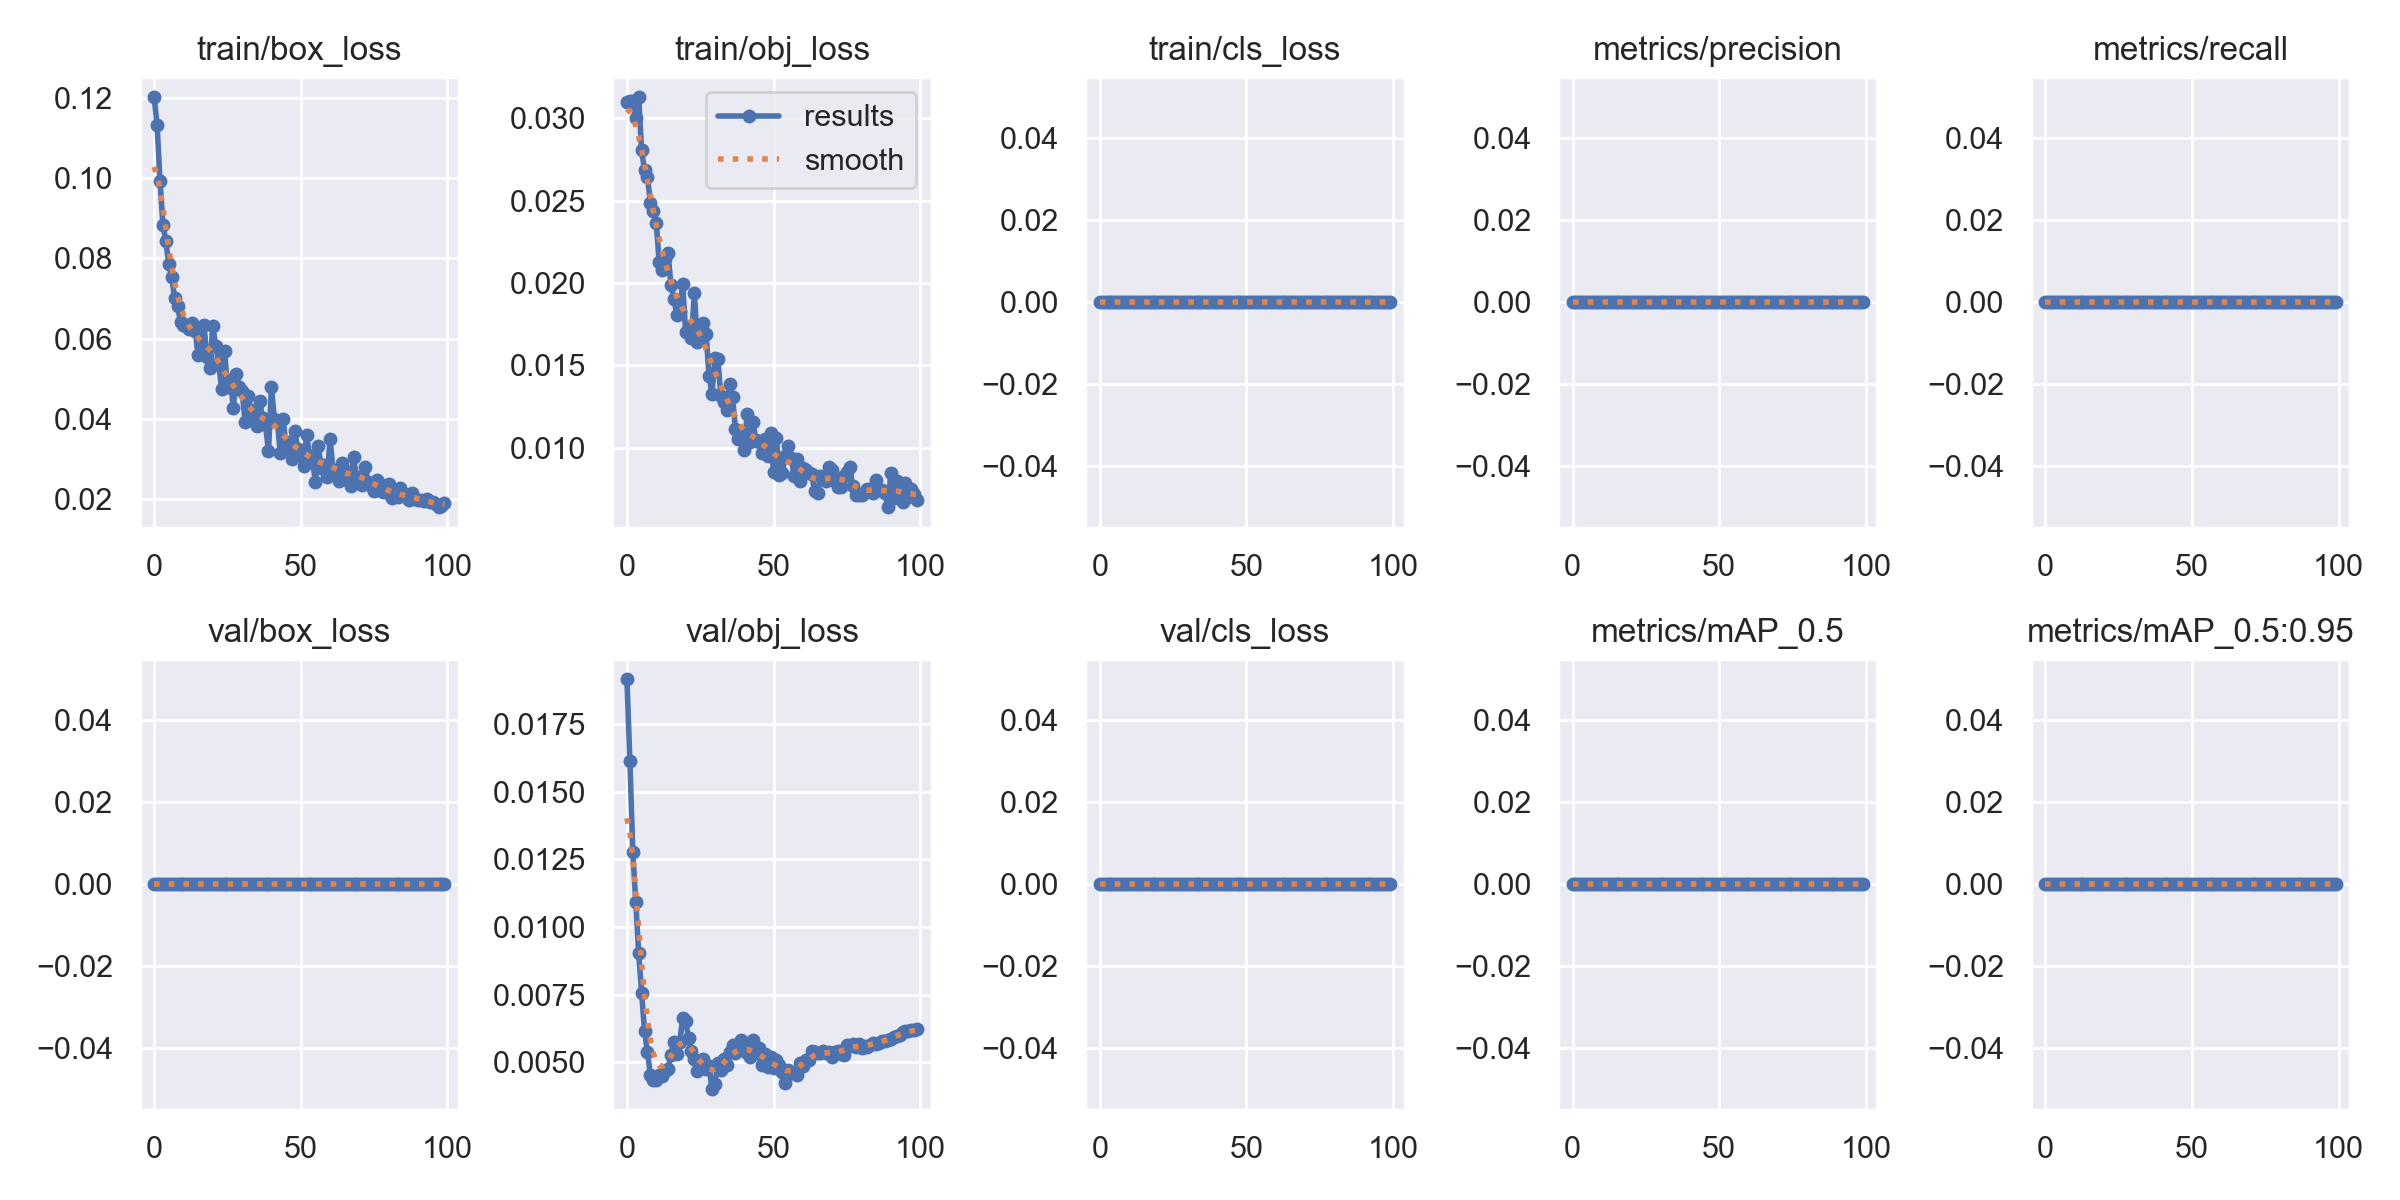 train/box_loss
0.12
0.10
0.08
0.06
0.04
0.02
0 50 100
train/obj_loss
results
smooth
0.030
0.025
0.020
0.015
0.010
0 50 100
train/cls_loss
0.04
0.02
0.00
−0.02
−0.04
0 50 100
metrics/precision
0.04
0.02
0.00
−0.02
−0.04
0 50 100
metrics/recall
0.04
0.02
0.00
−0.02
−0.04
0 50 100
val/box_loss
0.04
0.02
0.00
−0.02
−0.04
0 50 100
val/obj_loss
0.0175
0.0150
0.0125
0.0100
0.0075
0.0050
0 50 100
val/cls_loss
0.04
0.02
0.00
−0.02
−0.04
0 50 100
metrics/mAP_0.5
0.04
0.02
0.00
−0.02
−0.04
0 50 100
metrics/mAP_0.5:0.95
0.04
0.02
0.00
−0.02
−0.04
0 50 100